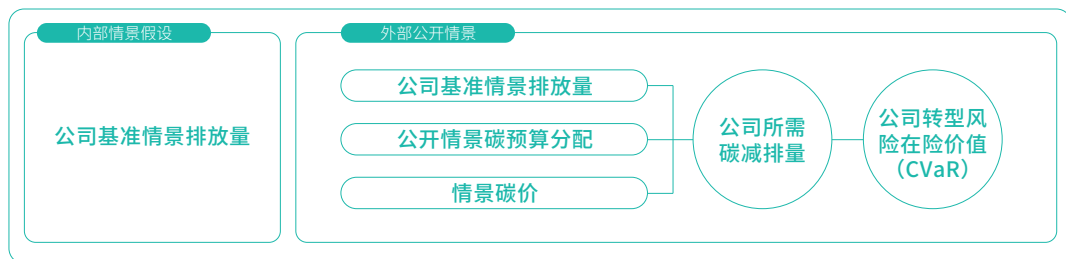 内部情景假设
公司基准情景排放量
外部公开情景
公司基准情景排放量
公开情景碳预算分配
情景碳价
公司所需
碳减排量
公司转型风
险在险价值
（CVaR）